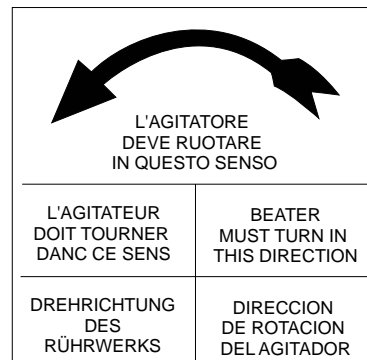 L'AGITATORE
DEVE RUOTARE
IN QUESTO SENSO
L'AGITATEUR
DOIT TOURNER
DANC CE SENS
BEATER
MUST TURN IN
THIS DIRECTION
DREHRICHTUNG
DES
RÜHRWERKS
DIRECCION
DE ROTACION
DEL AGITADOR